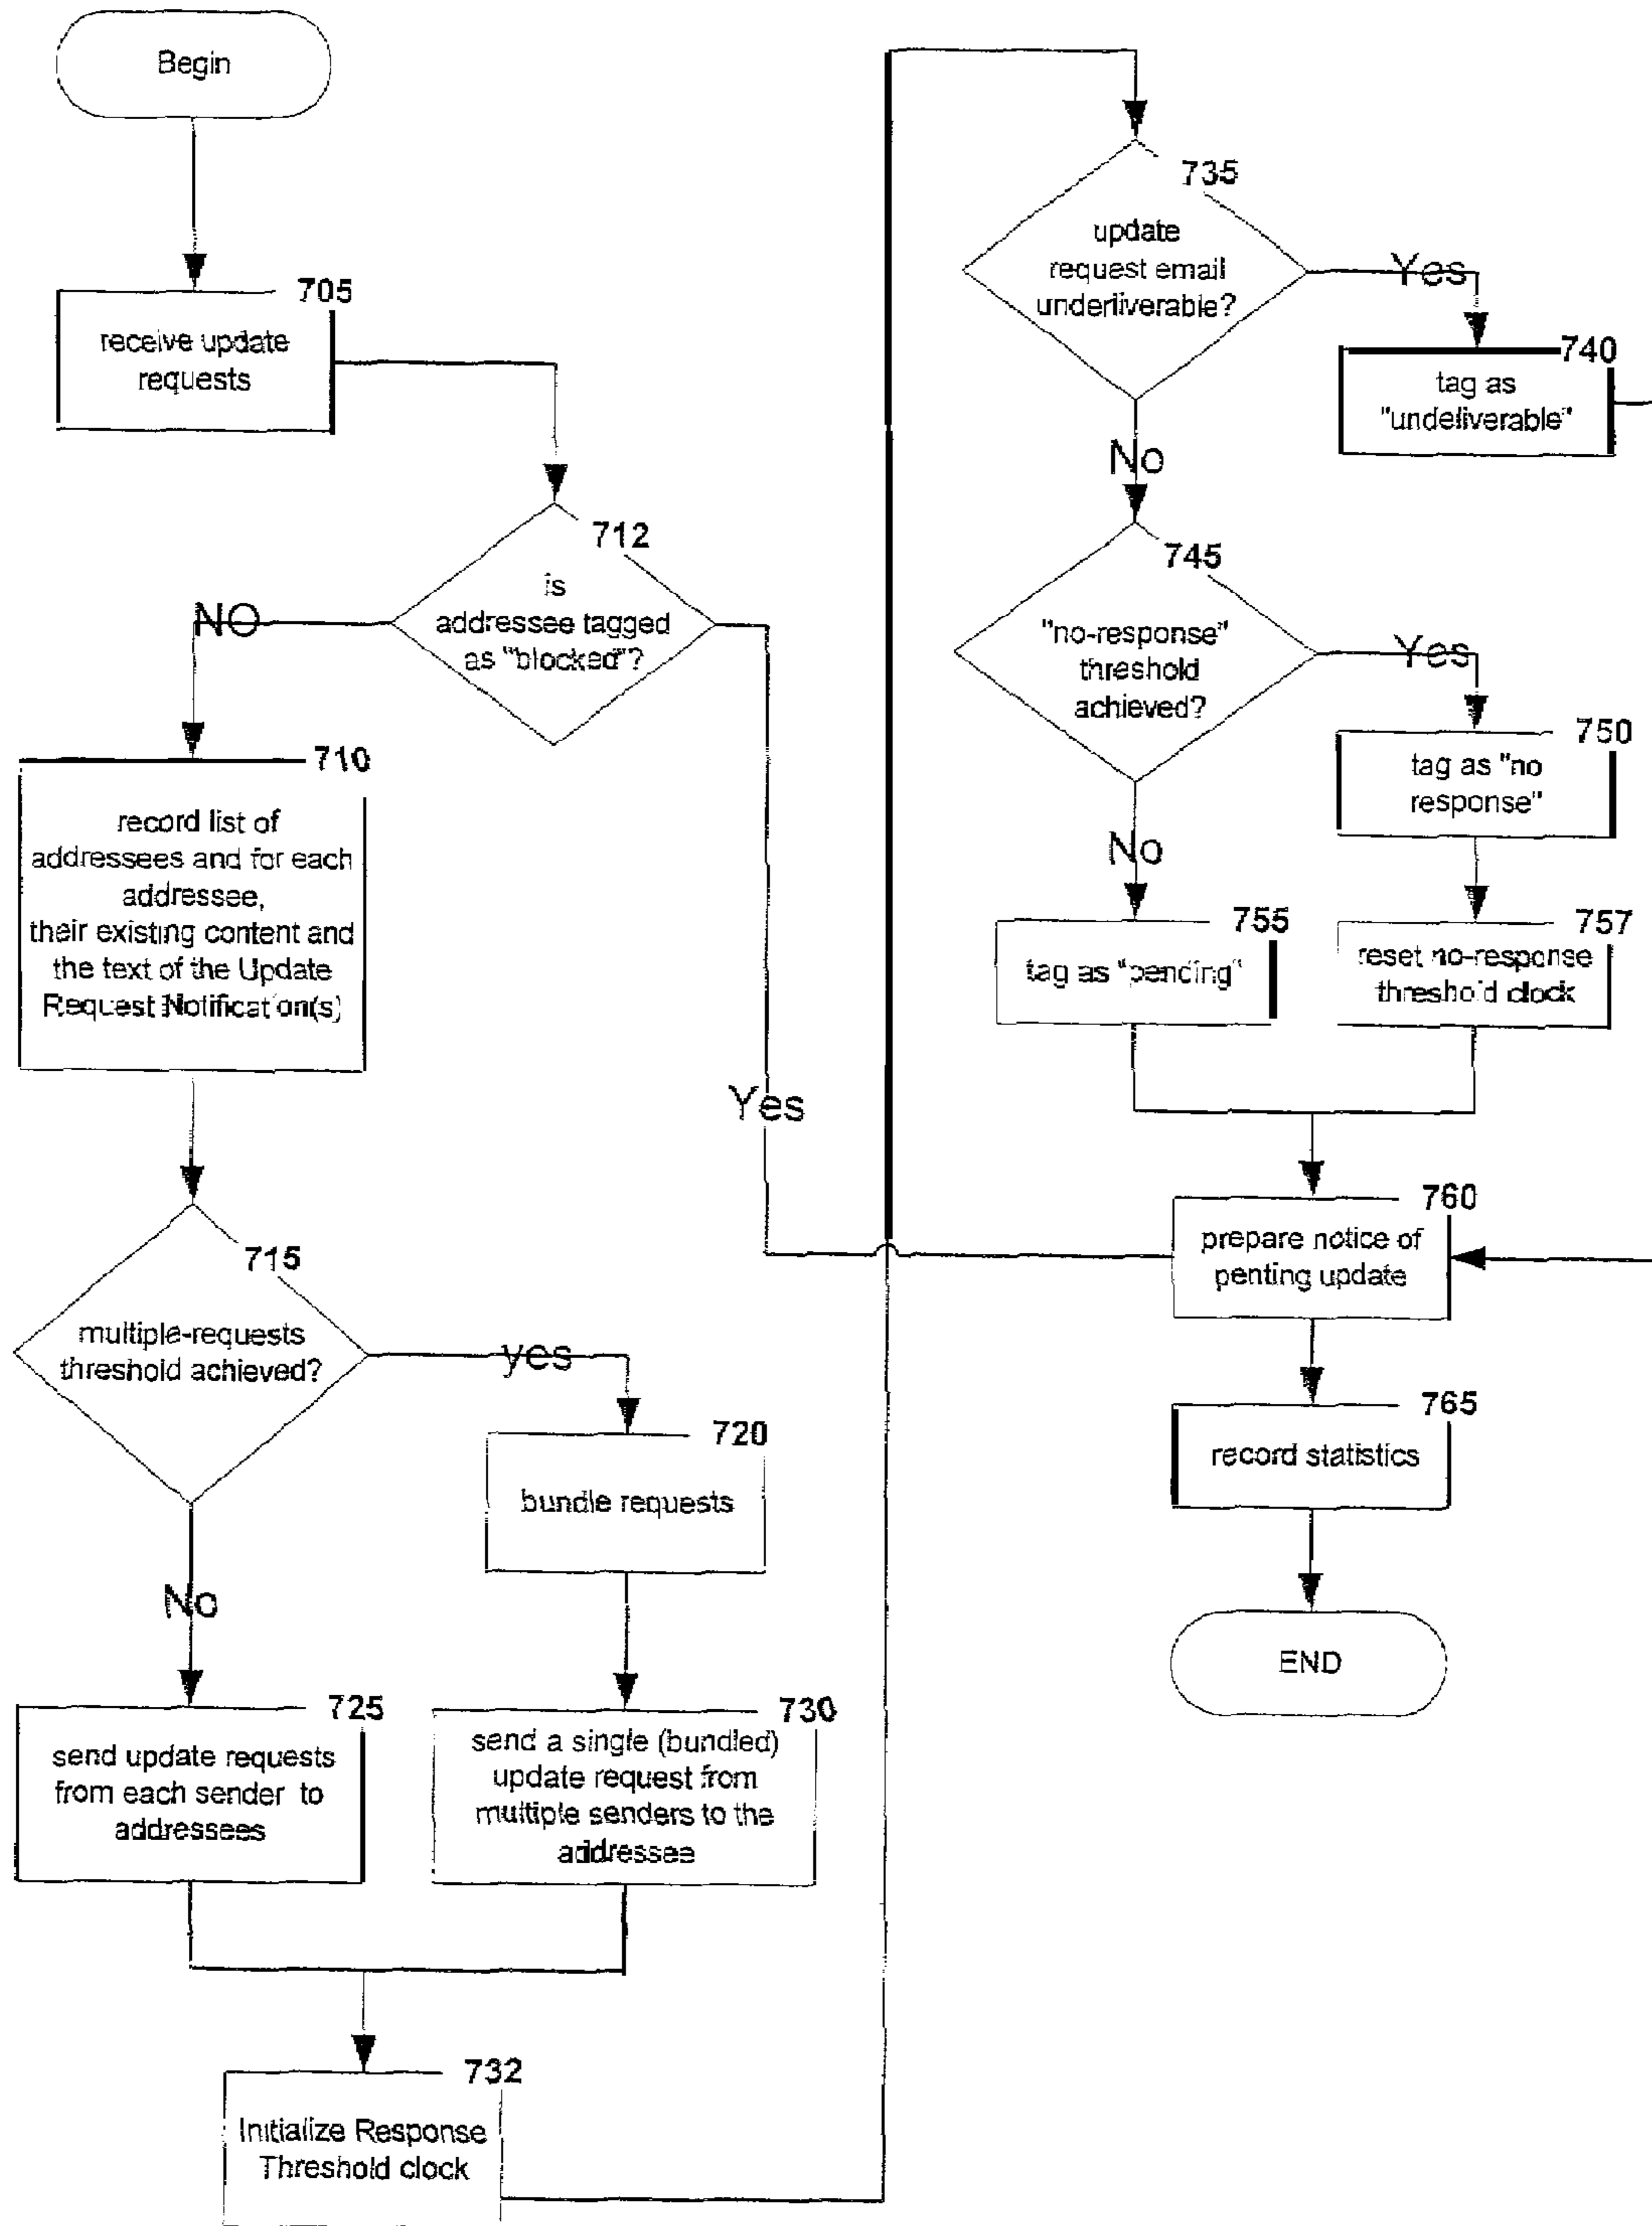 Begin
705
receive update
requests
712
is
addressee tagged
as "blocked"?
NO
Yes
710
record list of
addressees and for each
addressee,
their existing content and
the text of the Update
Request Notification(s)
715
multiple-requests
threshold achieved?
yes
No
720
bundle requests
725
send update requests
from each sender to
addressees
730
send a single (bundled)
update request from
multiple senders to the
addressee
732
Initialize Response
Threshold clock
735
update
request email
underliverable?
Yes
No
740
tag as
"undeliverable"
745
"no-response"
threshold
achieved?
Yes
No
750
tag as "no
response"
755
tag as "pending"
757
reset no-response
threshold clock
760
prepare notice of
penting update
765
record statistics
END